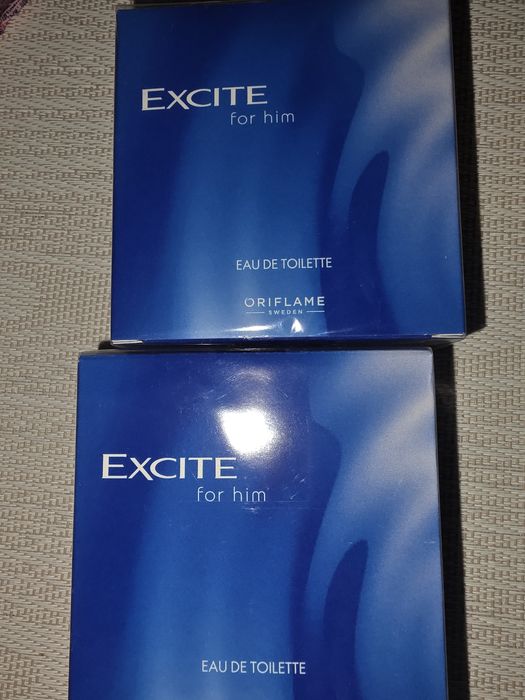 EXCITE
for him
EAU DE TOILETTE
ORIFLAME
SWEDEN
EXCITE
for him
EAU DE TOILETTE